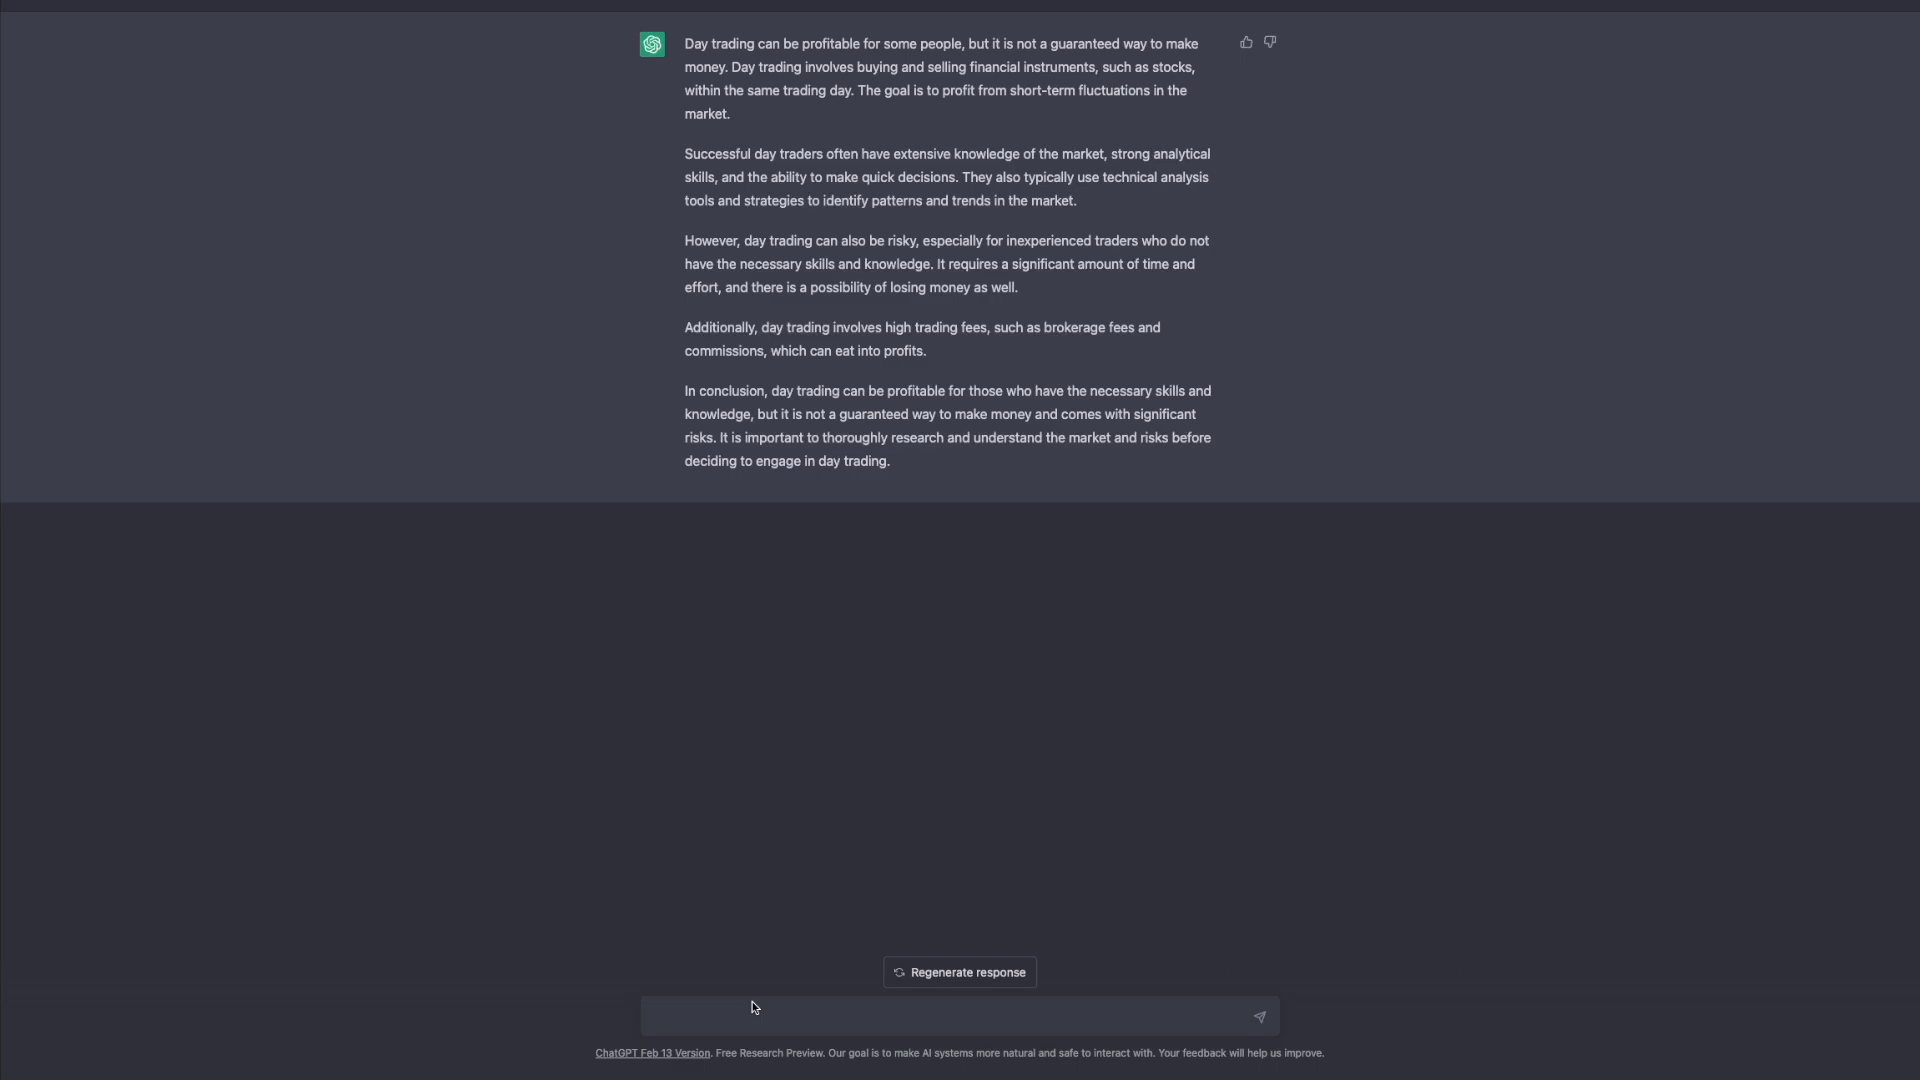 Day trading can be profitable for some people, but it is not a guaranteed way to make
money. Day trading involves buying and selling financial instruments, such as stocks,
within the same trading day. The goal is to profit from short-term fluctuations in the
market.
Successful day traders often have extensive knowledge of the market, strong analytical
skills, and the ability to make quick decisions. They also typically use technical analysis
tools and strategies to identify patterns and trends in the market.
However, day trading can also be risky, especially for inexperienced traders who do not
have the necessary skills and knowledge. It requires a significant amount of time and
effort, and there is a possibility of losing money as well.
Additionally, day trading involves high trading fees, such as brokerage fees and
commissions, which can eat into profits.
In conclusion, day trading can be profitable for those who have the necessary skills and
knowledge, but it is not a guaranteed way to make money and comes with significant
risks. It is important to thoroughly research and understand the market and risks before
deciding to engage in day trading.
Regenerate response
ChatGPT Feb 13 Version. Free Research Preview. Our goal is to make AI systems more natural and safe to interact with. Your feedback will help us improve.